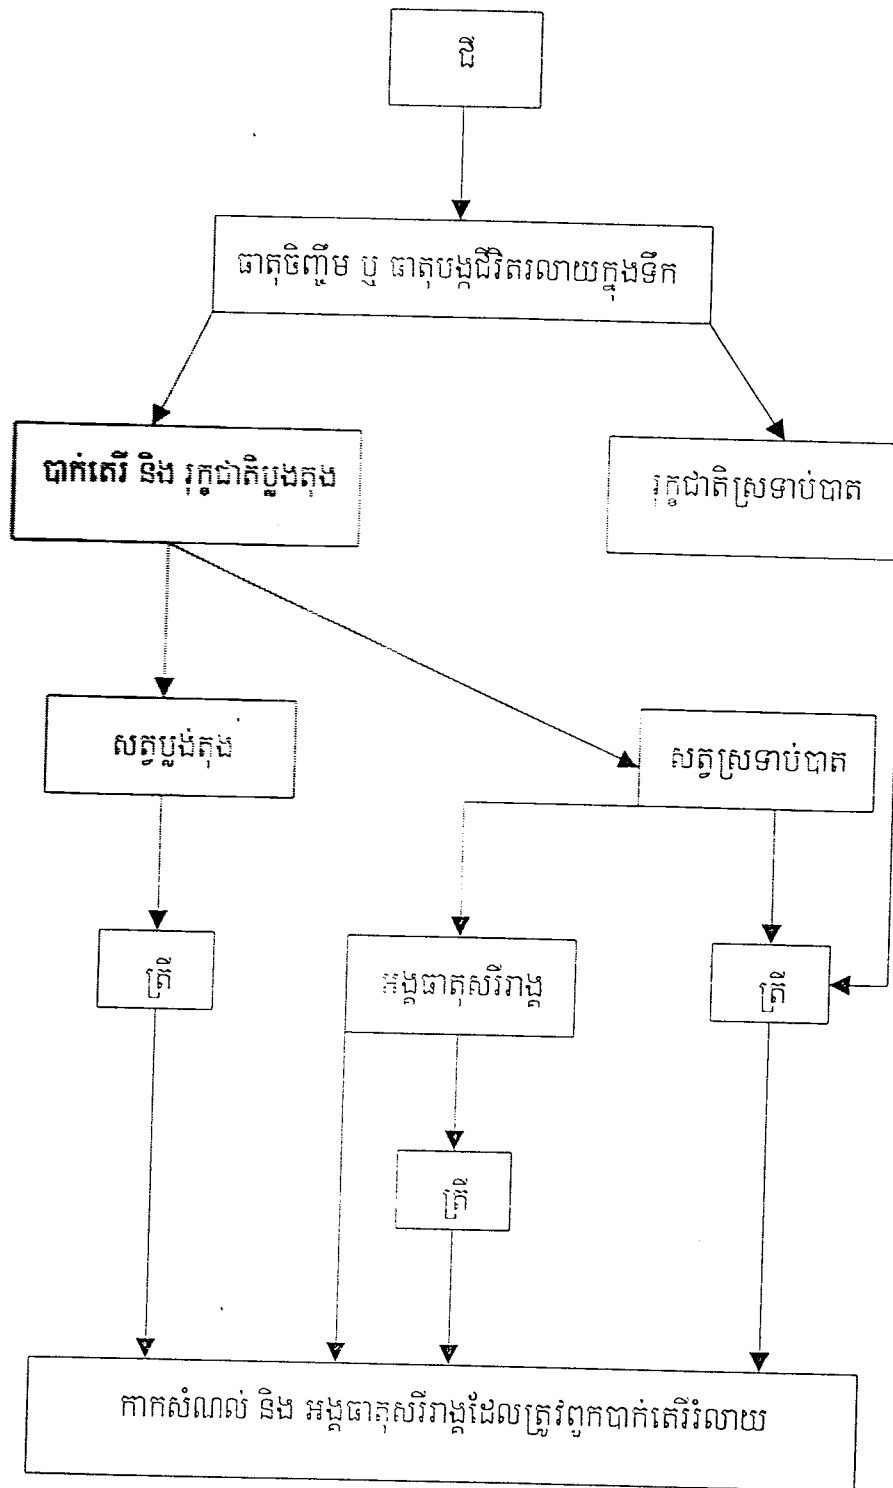 ជី
ធាតុចិញ្ចឹម ឬ ធាតុបង្កជីវិតរលាយក្នុងទឹក
បាក់តេរី និង រុក្ខជាតិប្លងតុង
រុក្ខជាតិស្រទាប់បាត
សត្វប្លង់តុង
សត្វស្រទាប់បាត
ត្រី
អង្គធាតុសរីរាង្គ
ត្រី
ត្រី
កាកសំណល់ និង អង្គធាតុសរីរាង្គដែលត្រូវពួកបាក់តេរីរំលាយ